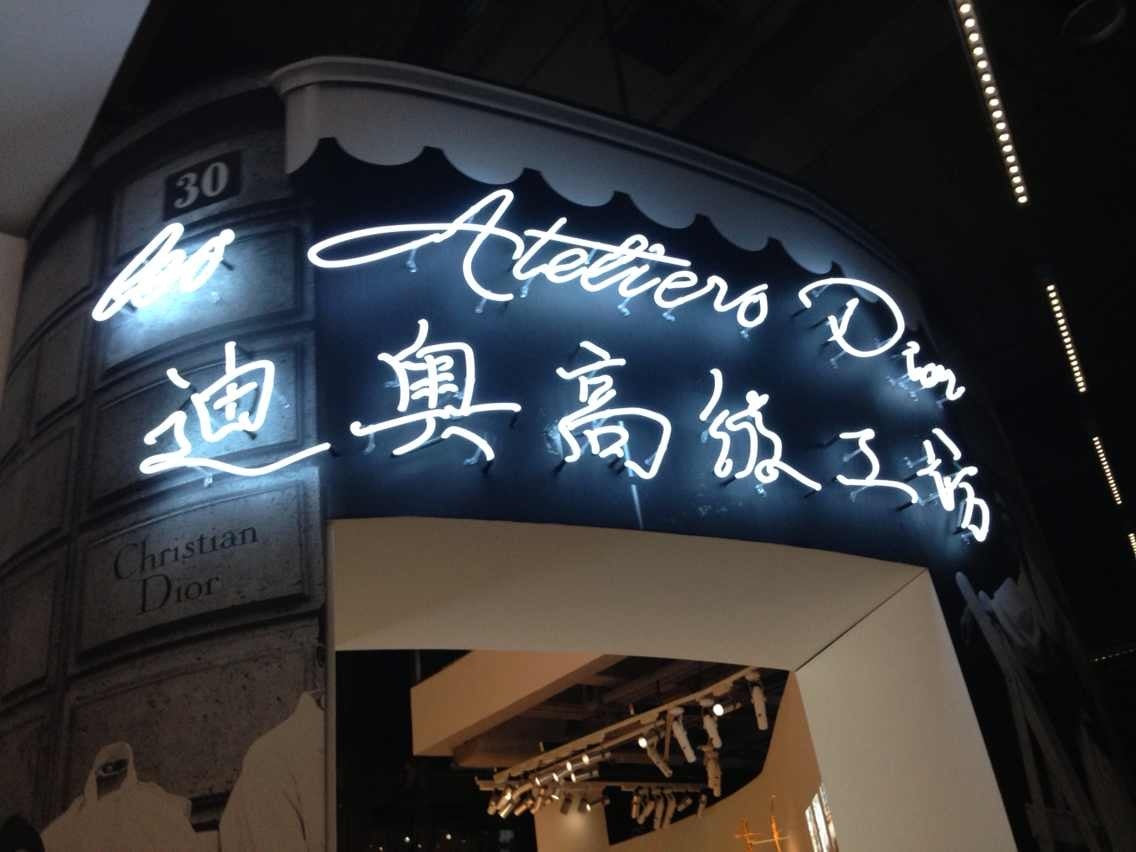 30
Les Ateliers Dior
迪奥高级工坊
Christian
Dior